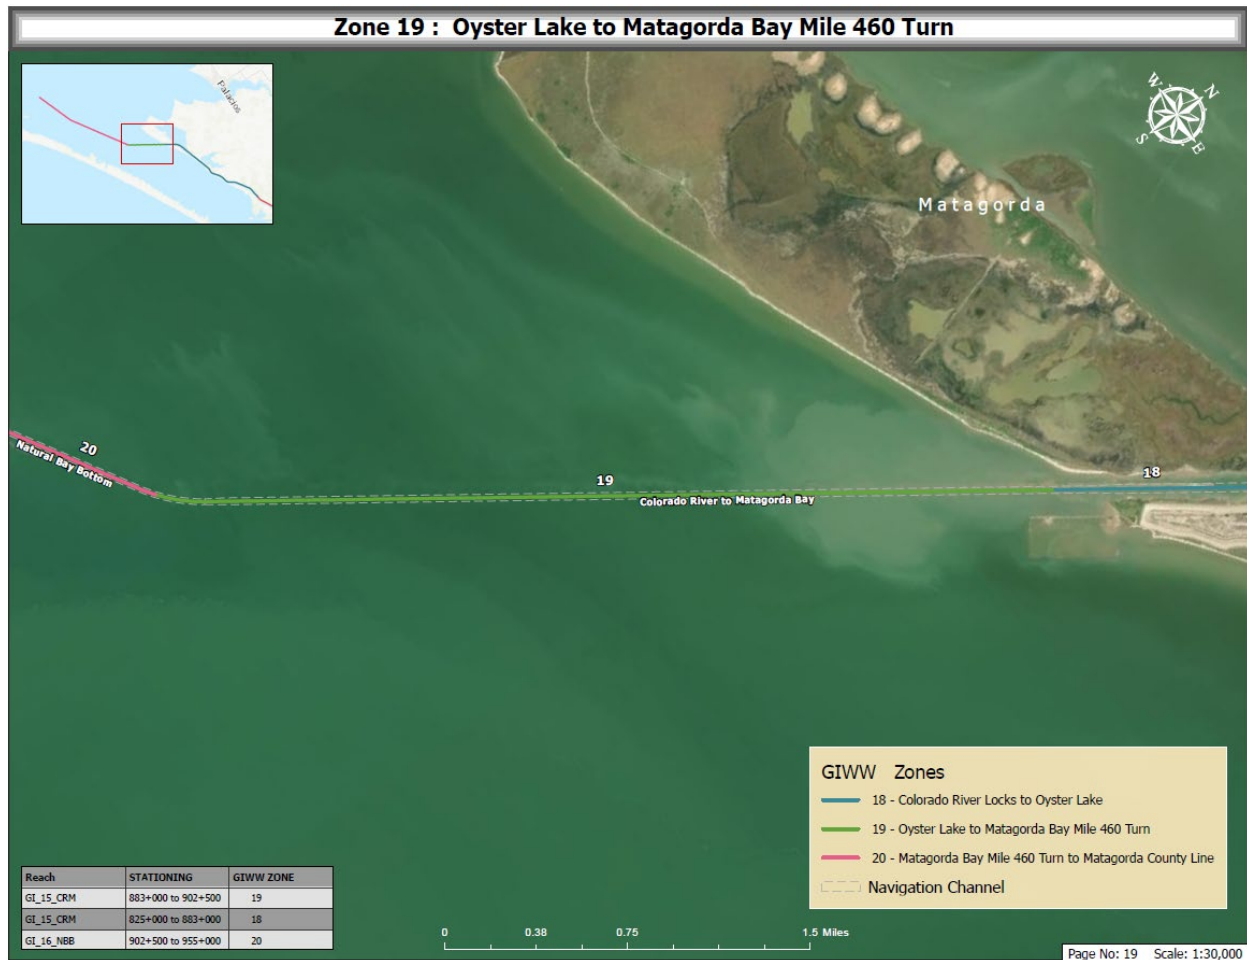 Zone 19 : Oyster Lake to Matagorda Bay Mile 460 Turn
Palacios
W
N
S
E
Matagorda
20
Natural Bay Bottom
19
Colorado River to Matagorda Bay
18
GIWW Zones
18 - Colorado River Locks to Oyster Lake
19 - Oyster Lake to Matagorda Bay Mile 460 Turn
20 - Matagorda Bay Mile 460 Turn to Matagorda County Line
Navigation Channel
Reach STATIONING GIWW ZONE
GI_15_CRM 883+000 to 902+500 19
GI_15_CRM 825+000 to 883+000 18
GI_16_NBB 902+500 to 955+000 20
0 0.38 0.75 1.5 Miles
Page No: 19 Scale: 1:30,000